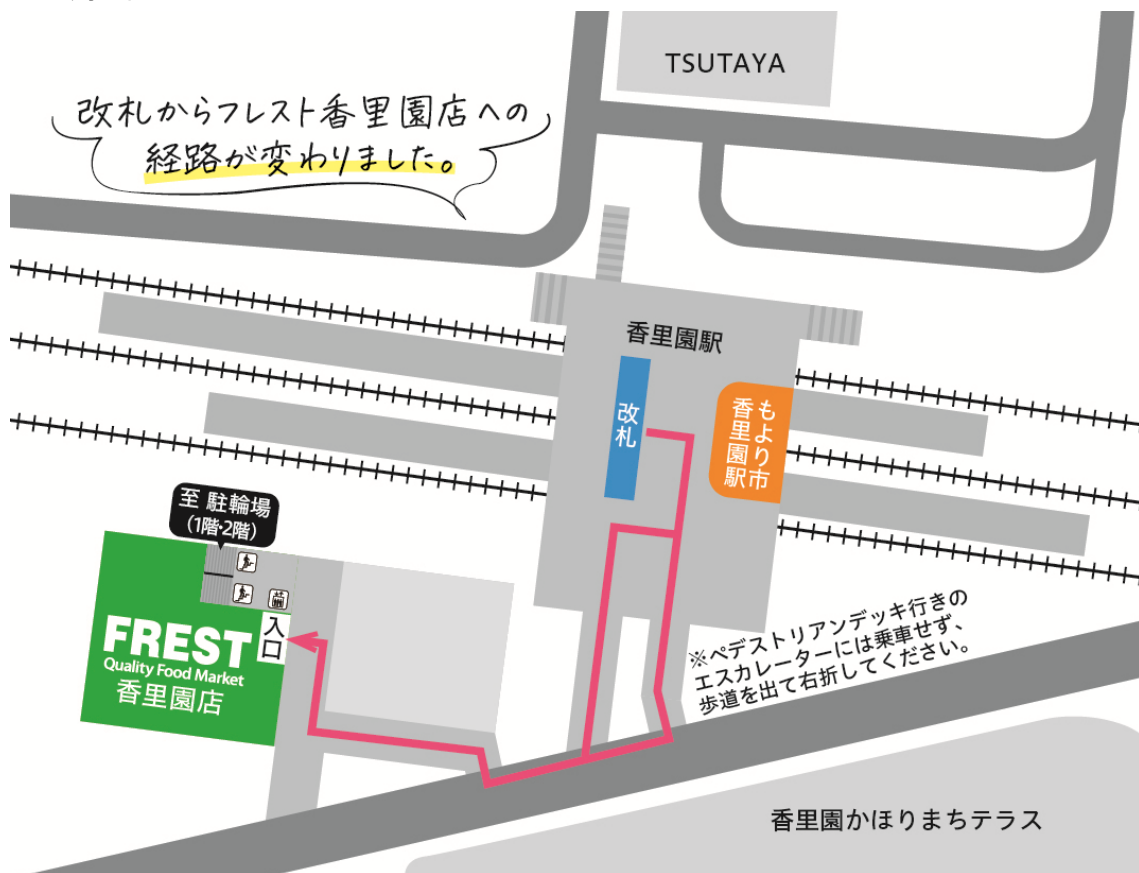 TSUTAYA
改札からフレスト香里園店への
経路が変わりました。
香里園駅
改札
もより市
香里園駅
至 駐輪場
(1階・2階)
入口
FREST
Quality Food Market
香里園店
※ペデストリアンデッキ行きの
エスカレーターには乗車せず、
歩道を出て右折してください。
香里園かほりまちテラス